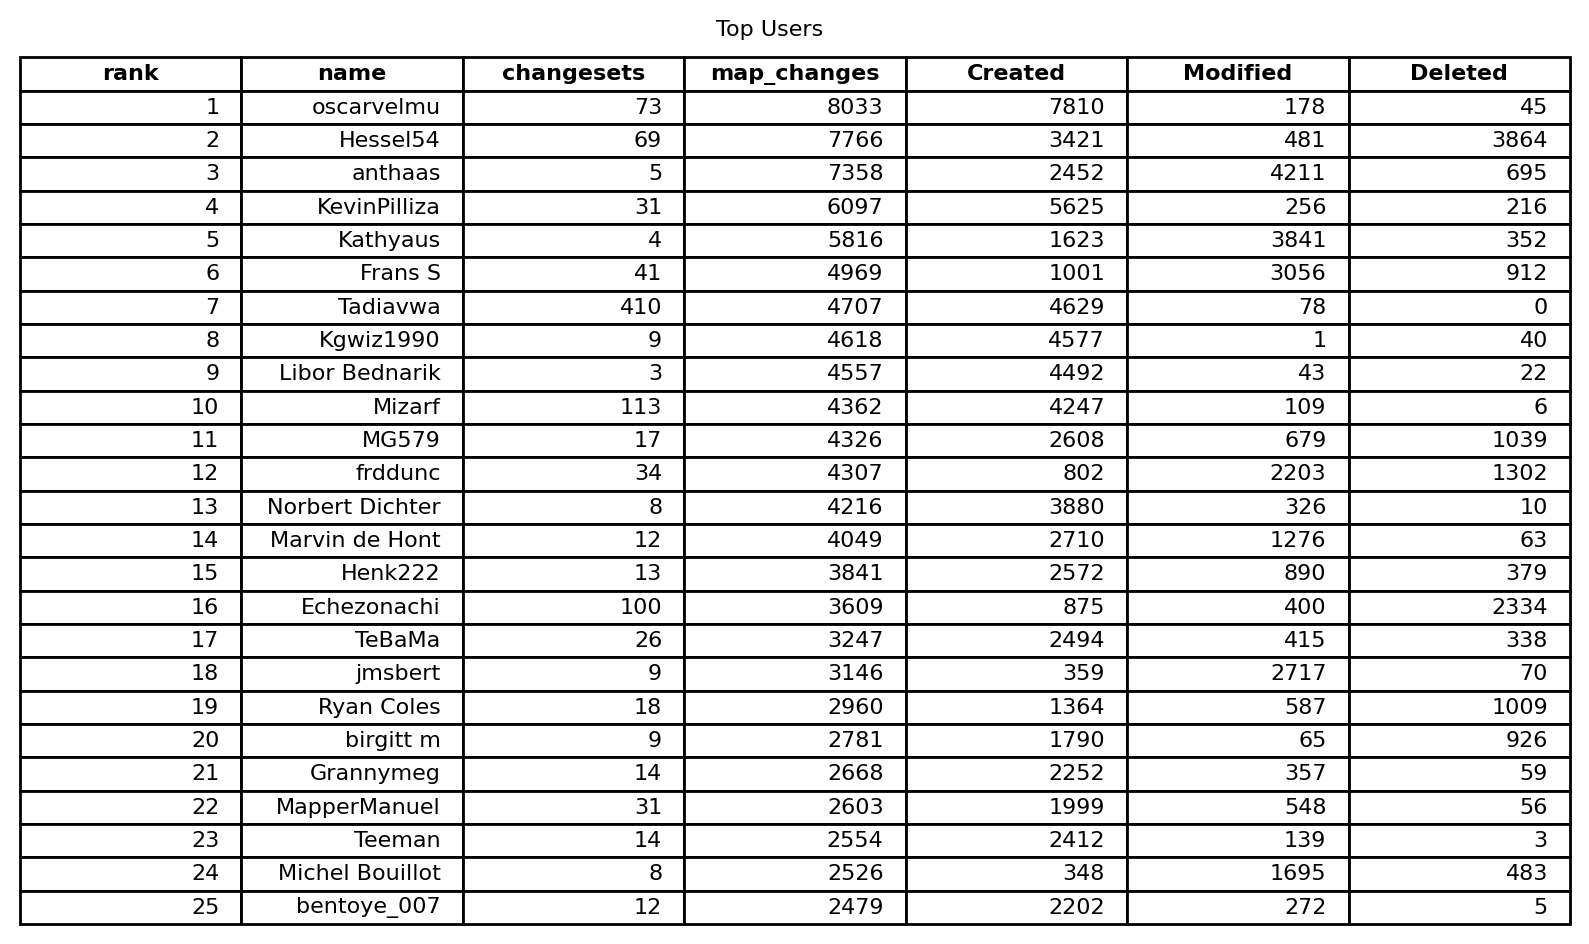 Top Users
rank name changesets map_changes Created Modified Deleted
1 oscarvelmu 73 8033 7810 178 45
2 Hessel54 69 7766 3421 481 3864
3 anthaas 5 7358 2452 4211 695
4 KevinPilliza 31 6097 5625 256 216
5 Kathyaus 4 5816 1623 3841 352
6 Frans S 41 4969 1001 3056 912
7 Tadiavwa 410 4707 4629 78 0
8 Kgwiz1990 9 4618 4577 1 40
9 Libor Bednarik 3 4557 4492 43 22
10 Mizarf 113 4362 4247 109 6
11 MG579 17 4326 2608 679 1039
12 frddunc 34 4307 802 2203 1302
13 Norbert Dichter 8 4216 3880 326 10
14 Marvin de Hont 12 4049 2710 1276 63
15 Henk222 13 3841 2572 890 379
16 Echezonachi 100 3609 875 400 2334
17 TeBaMa 26 3247 2494 415 338
18 jmsbert 9 3146 359 2717 70
19 Ryan Coles 18 2960 1364 587 1009
20 birgitt m 9 2781 1790 65 926
21 Grannymeg 14 2668 2252 357 59
22 MapperManuel 31 2603 1999 548 56
23 Teeman 14 2554 2412 139 3
24 Michel Bouillot 8 2526 348 1695 483
25 bentoye_007 12 2479 2202 272 5